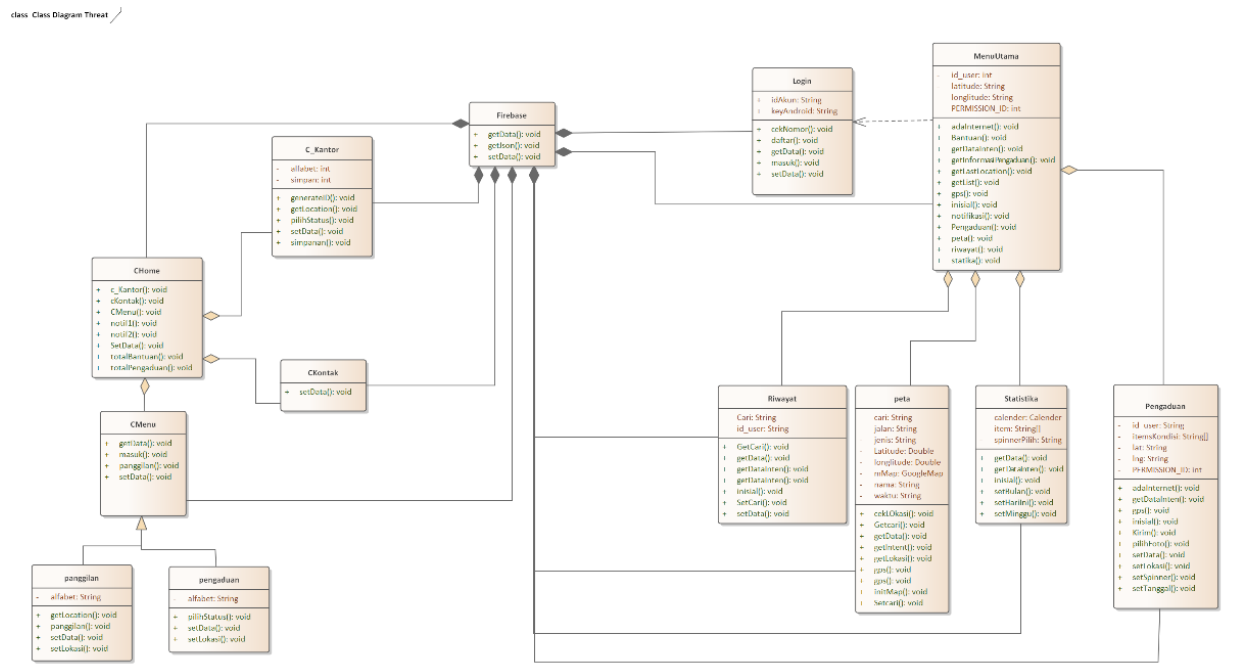 class Class Diagram Threat
MenuUtama
- id_user: int
- latitude: String
- longlitude: String
- PERMISSION_ID: int
+ adaInternet(): void
+ Bantuan(): void
+ getDataInten(): void
+ getInformasiPengaduan(): void
+ getLastLocation(): void
+ getList(): void
+ gps(): void
+ inisial(): void
+ notifikasi(): void
+ Pengaduan(): void
+ peta(): void
+ riwayat(): void
+ statika(): void
Login
+ idAkun: String
+ keyAndroid: String
+ cekNomor(): void
+ daftar(): void
+ getData(): void
+ masuk(): void
+ setData(): void
Firebase
+ getData(): void
+ getJson(): void
+ setData(): void
C_Kantor
- alfabet: int
- simpan: int
+ generateID(): void
+ getLocation(): void
+ pilihStatus(): void
+ setData(): void
+ simpanan(): void
CHome
+ c_Kantor(): void
+ cKontak(): void
+ CMenu(): void
+ notif1(): void
+ notif2(): void
+ SetData(): void
+ totalBantuan(): void
+ totalPengaduan(): void
CKontak
+ setData(): void
CMenu
+ getData(): void
+ masuk(): void
+ panggilan(): void
+ setData(): void
Riwayat
Cari: String
id_user: String
+ GetCari(): void
+ getData(): void
+ getDataInten(): void
+ getDataInten(): void
+ inisial(): void
+ SetCari(): void
+ setData(): void
peta
cari: String
jalan: String
jenis: String
- Latitude: Double
- longlitude: Double
- mMap: GoogleMap
- nama: String
- waktu: String
+ cekLOkasi(): void
+ Getcari(): void
+ getData(): void
+ getIntent(): void
+ getLokasi(): void
+ gps(): void
+ gps(): void
+ initMap(): void
+ Setcari(): void
Statistika
calender: Calender
item: String[]
spinnerPilih: String
+ getData(): void
+ getDataInten(): void
+ inisial(): void
+ setBulan(): void
+ setHariIni(): void
+ setMinggu(): void
Pengaduan
- id_user: String
- itemsKondisi: String[]
- lat: String
- lng: String
- PERMISSION_ID: int
+ adaInternet(): void
+ getDataInten(): void
+ gps(): void
+ inisial(): void
+ Kirim(): void
+ pilihFoto(): void
+ setData(): void
+ setLokasi(): void
+ setSpinner(): void
+ setTanggal(): void
panggilan
- alfabet: String
+ getLocation(): void
+ panggilan(): void
+ setData(): void
+ setLokasi(): void
pengaduan
- alfabet: String
+ pilihStatus(): void
+ setData(): void
+ setLokasi(): void